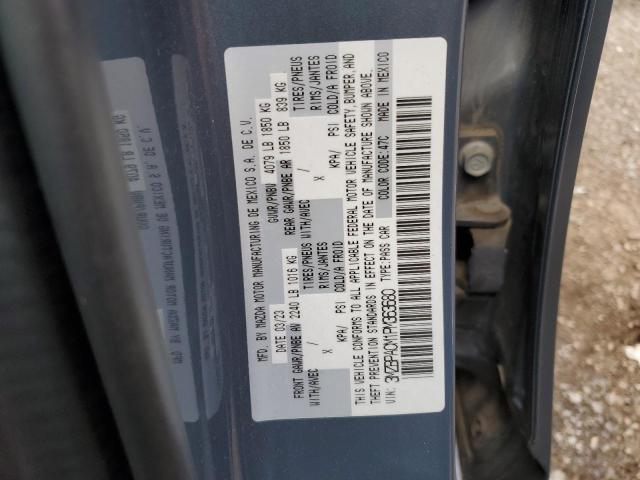 MFD. BY MAZDA MOTOR MANUFACTURING DE MEXICO S.A. DE C.V.
DATE 03/23 GVWR/PNBV 4079 LB 1850 KG
FRONT GAWR/PNBE AV 2240 LB 1016 KG REAR GAWR/PNBE AR 1850 LB 839 KG
WITH/AVEC TIRES/PNEUS WITH/AVEC TIRES/PNEUS
/ RIMS/JANTES / RIMS/JANTES
X X
KPA/ PSI COLD/A FROID KPA/ PSI COLD/A FROID
THIS VEHICLE CONFORMS TO ALL APPLICABLE FEDERAL MOTOR VEHICLE SAFETY, BUMPER, AND
THEFT PREVENTION STANDARDS IN EFFECT ON THE DATE OF MANUFACTURE SHOWN ABOVE.
COLOR CODE:47C MADE IN MEXICO
V.I.N: 3MZBPACM1PM363680 TYPE:PASS CAR